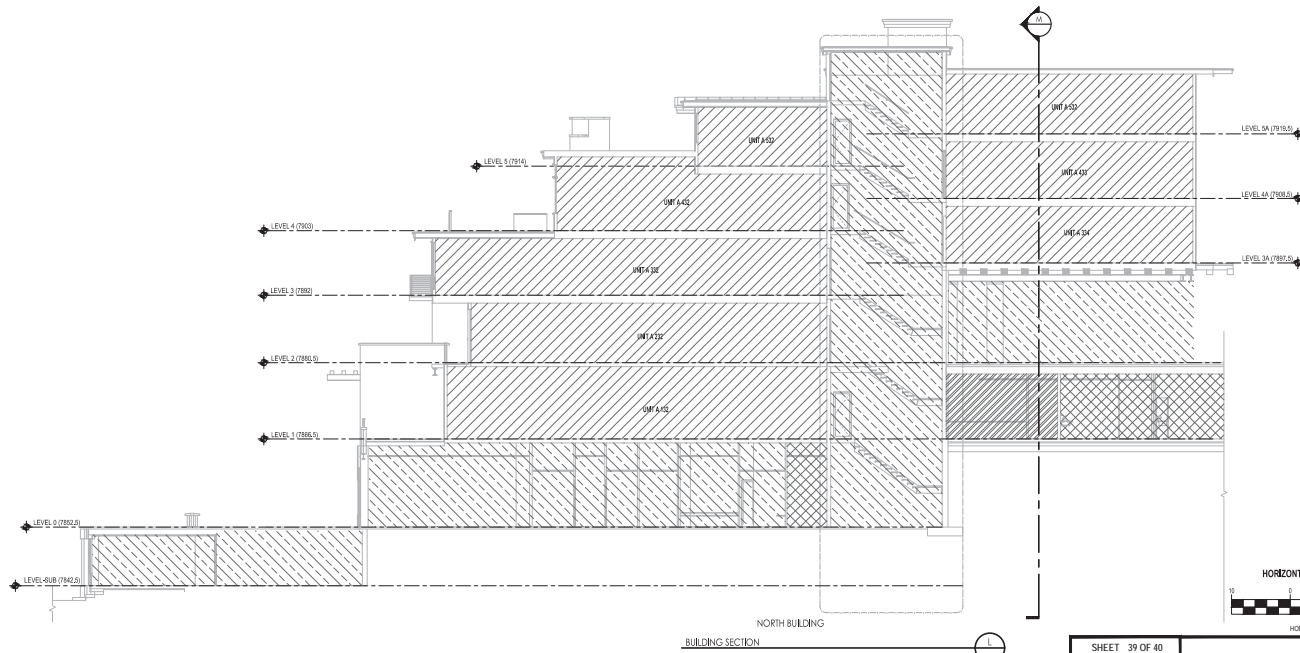 M
UNIT A 532
LEVEL 5A (7919.5)
UNIT A 532
LEVEL 5 (7914)
UNIT A 433
LEVEL 4A (7908.5)
UNIT A 432
LEVEL 4 (7903)
UNIT A 334
LEVEL 3A (7897.5)
UNIT A 332
LEVEL 3 (7892)
UNIT A 232
LEVEL 2 (7880.5)
UNIT A 132
LEVEL 1 (7866.5)
LEVEL 0 (7852.5)
LEVEL-SUB (7842.5)
HORIZONT
10 0
HOR
NORTH BUILDING
BUILDING SECTION
L
SHEET 39 OF 40